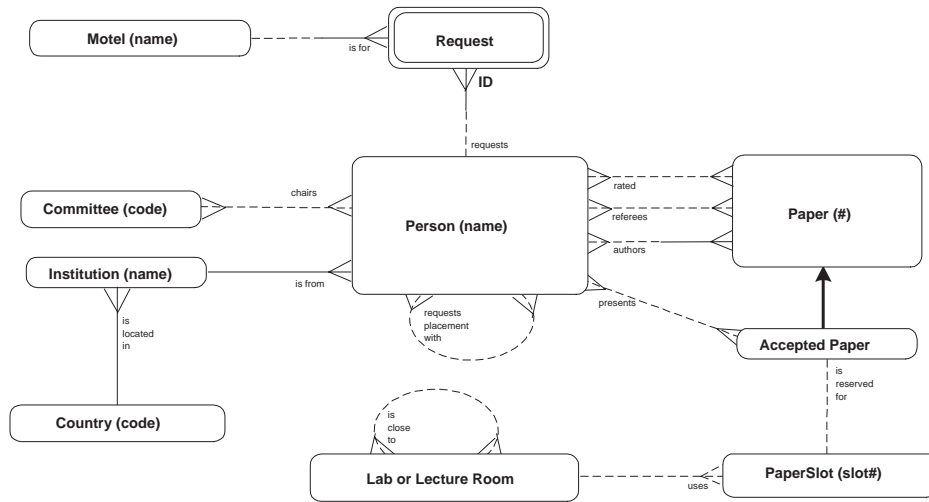 Motel (name)
is for
Request
ID
requests
Committee (code)
chairs
Person (name)
rated
referees
authors
Paper (#)
Institution (name)
is from
presents
is
located
in
requests
placement
with
Accepted Paper
is
reserved
for
Country (code)
is
close
to
Lab or Lecture Room
uses
PaperSlot (slot#)